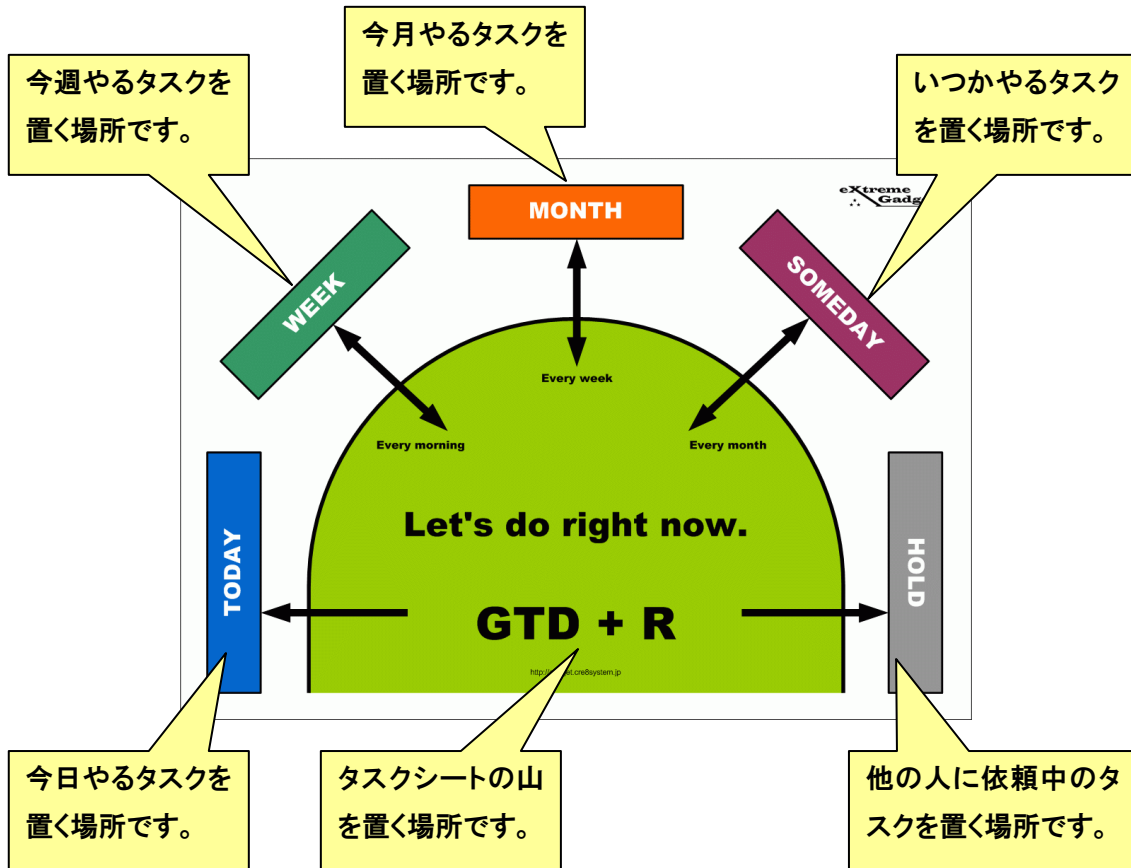 今月やるタスクを
置く場所です。
今週やるタスクを
置く場所です。
いつかやるタスク
を置く場所です。
eXtreme
MONTH
WEEK
SOMEDAY
Every week
Every morning
Every month
Let's do right now.
TODAY
HOLD
GTD + R
今日やるタスクを
置く場所です。
タスクシートの山
を置く場所です。
他の人に依頼中のタ
スクを置く場所です。